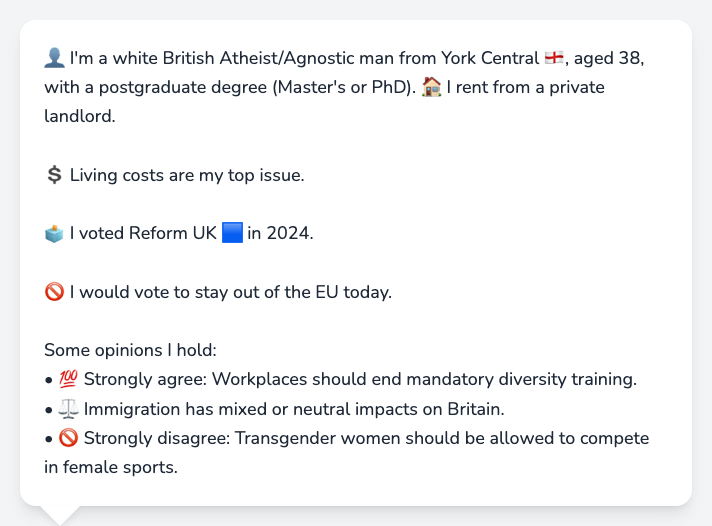 👤 I'm a white British Atheist/Agnostic man from York Central 🏴󠁧󠁢󠁥󠁮󠁧󠁿, aged 38,
with a postgraduate degree (Master's or PhD). 🏠 I rent from a private
landlord.
💲 Living costs are my top issue.
🗳️ I voted Reform UK 🟦 in 2024.
🚫 I would vote to stay out of the EU today.
Some opinions I hold:
• 💯 Strongly agree: Workplaces should end mandatory diversity training.
• ⚖️ Immigration has mixed or neutral impacts on Britain.
• 🚫 Strongly disagree: Transgender women should be allowed to compete
in female sports.